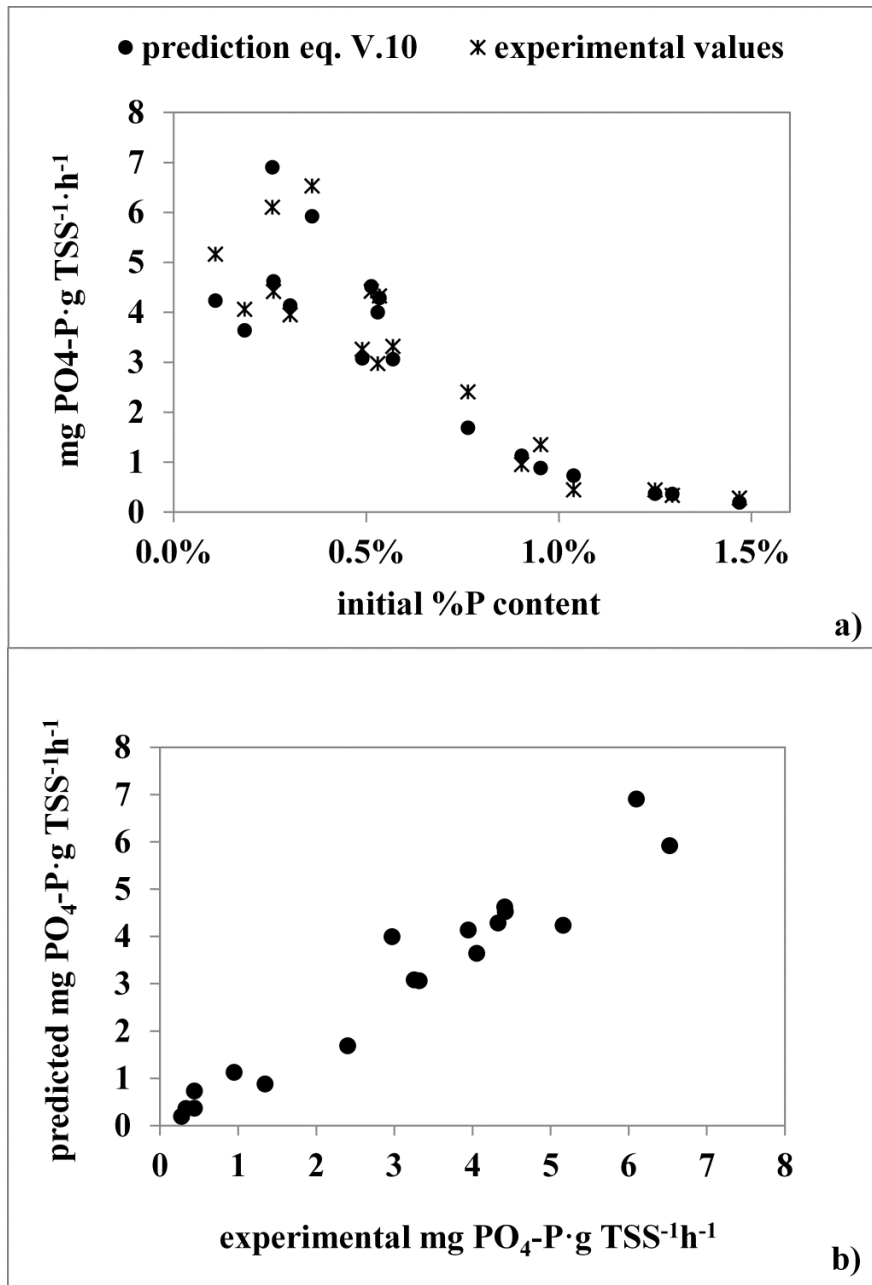 ● prediction eq. V.10 ⚹ experimental values
8
7
6
5
4
3
2
1
0
mg PO4-P·g TSS⁻¹·h⁻¹
0.0% 0.5% 1.0% 1.5%
initial %P content
a)
8
7
6
5
4
3
2
1
0
predicted mg PO₄-P·g TSS⁻¹h⁻¹
0 1 2 3 4 5 6 7 8
experimental mg PO₄-P·g TSS⁻¹h⁻¹
b)